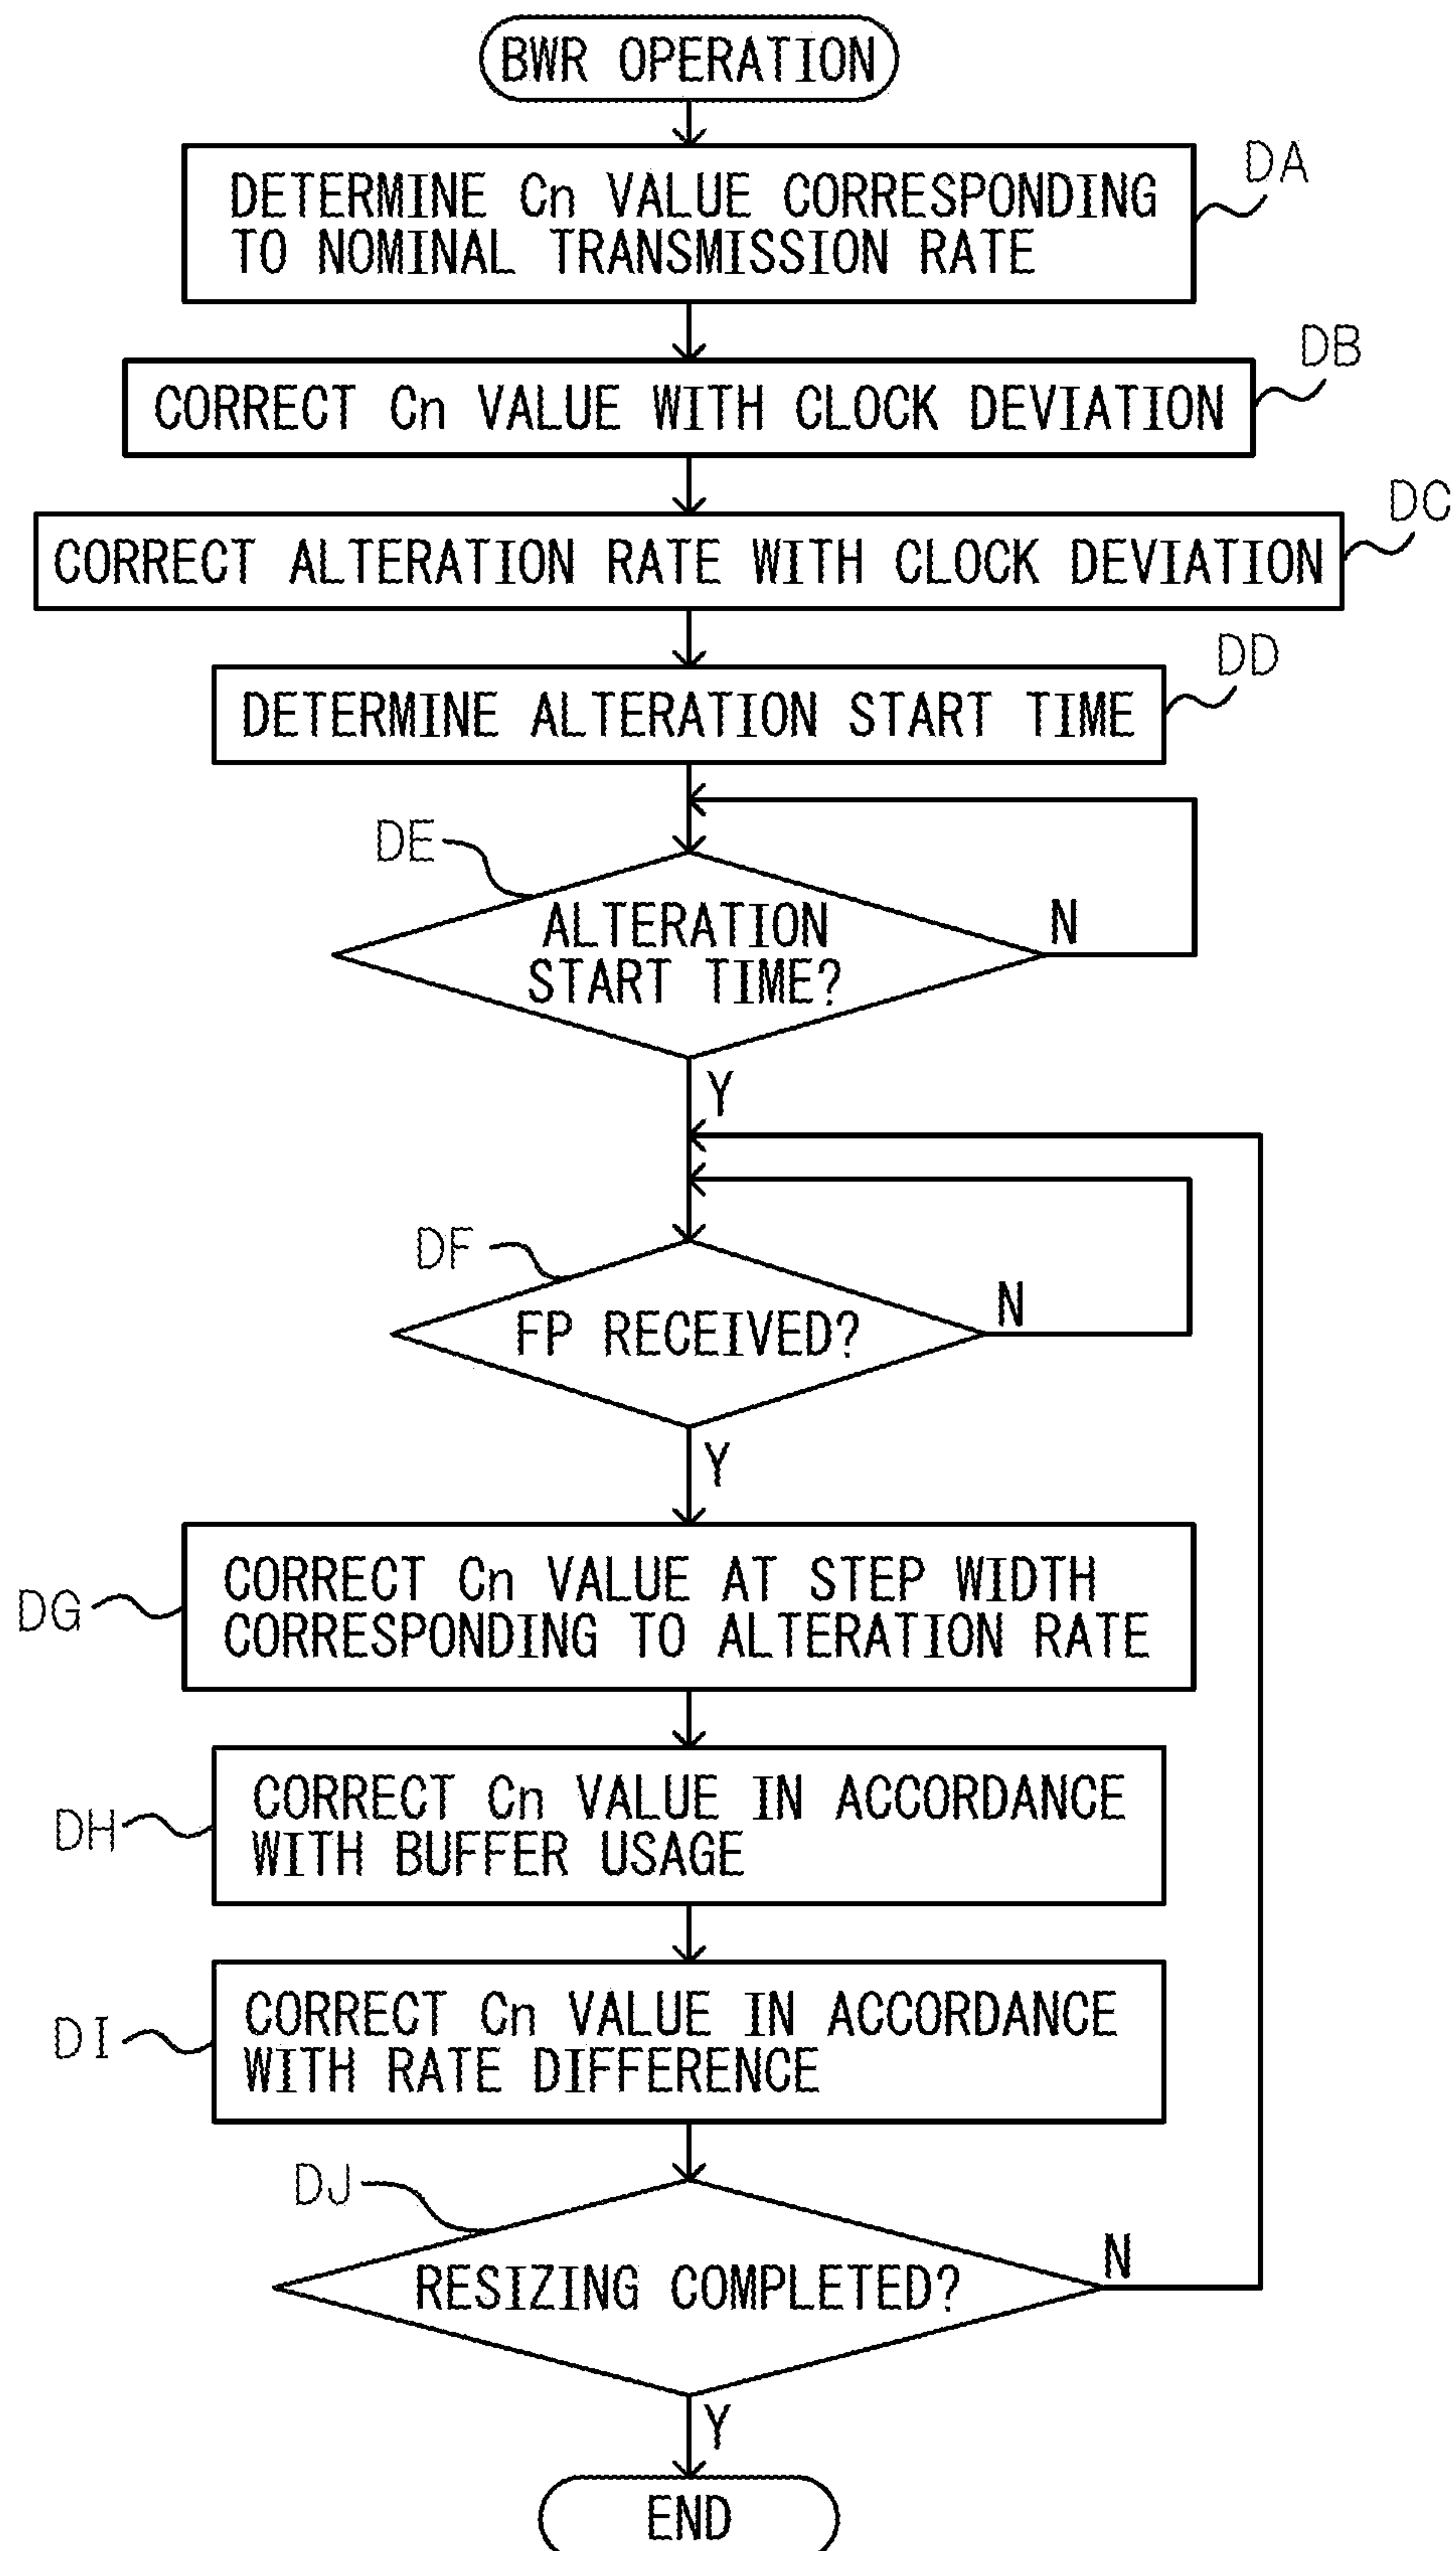 BWR OPERATION
DA
DETERMINE Cn VALUE CORRESPONDING
TO NOMINAL TRANSMISSION RATE
DB
CORRECT Cn VALUE WITH CLOCK DEVIATION
DC
CORRECT ALTERATION RATE WITH CLOCK DEVIATION
DD
DETERMINE ALTERATION START TIME
DE
ALTERATION
START TIME?
N
Y
DF
FP RECEIVED?
N
Y
DG
CORRECT Cn VALUE AT STEP WIDTH
CORRESPONDING TO ALTERATION RATE
DH
CORRECT Cn VALUE IN ACCORDANCE
WITH BUFFER USAGE
DI
CORRECT Cn VALUE IN ACCORDANCE
WITH RATE DIFFERENCE
DJ
RESIZING COMPLETED?
N
Y
END